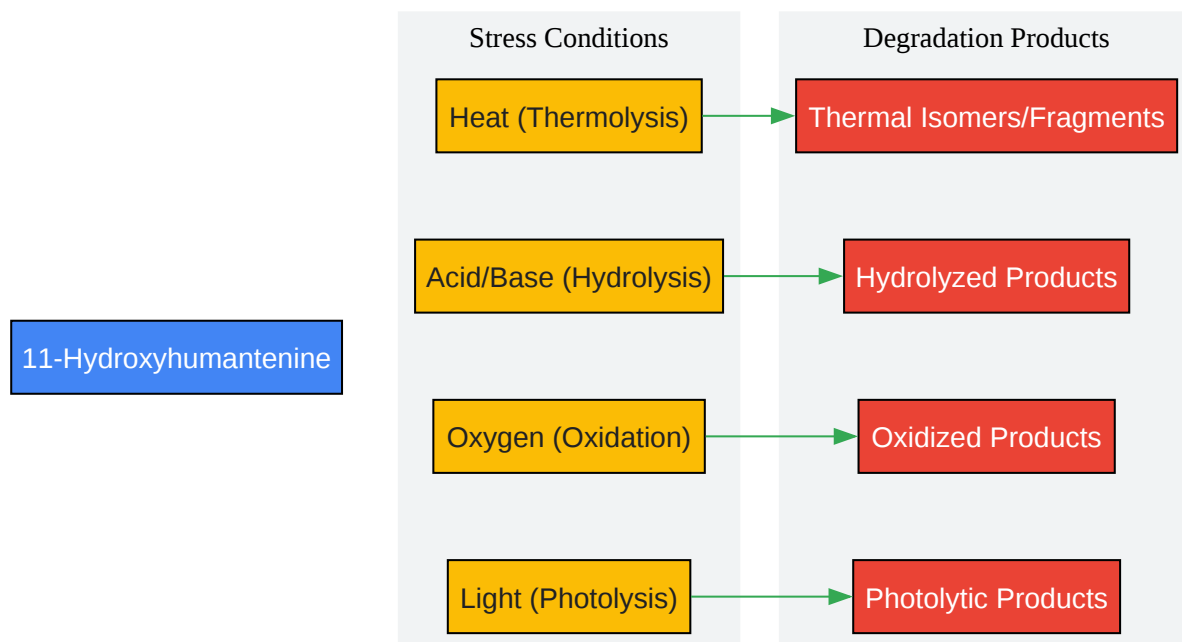 Stress Conditions
Degradation Products
Heat (Thermolysis)
Thermal Isomers/Fragments
Acid/Base (Hydrolysis)
Hydrolyzed Products
11-Hydroxyhumantenine
Oxygen (Oxidation)
Oxidized Products
Light (Photolysis)
Photolytic Products